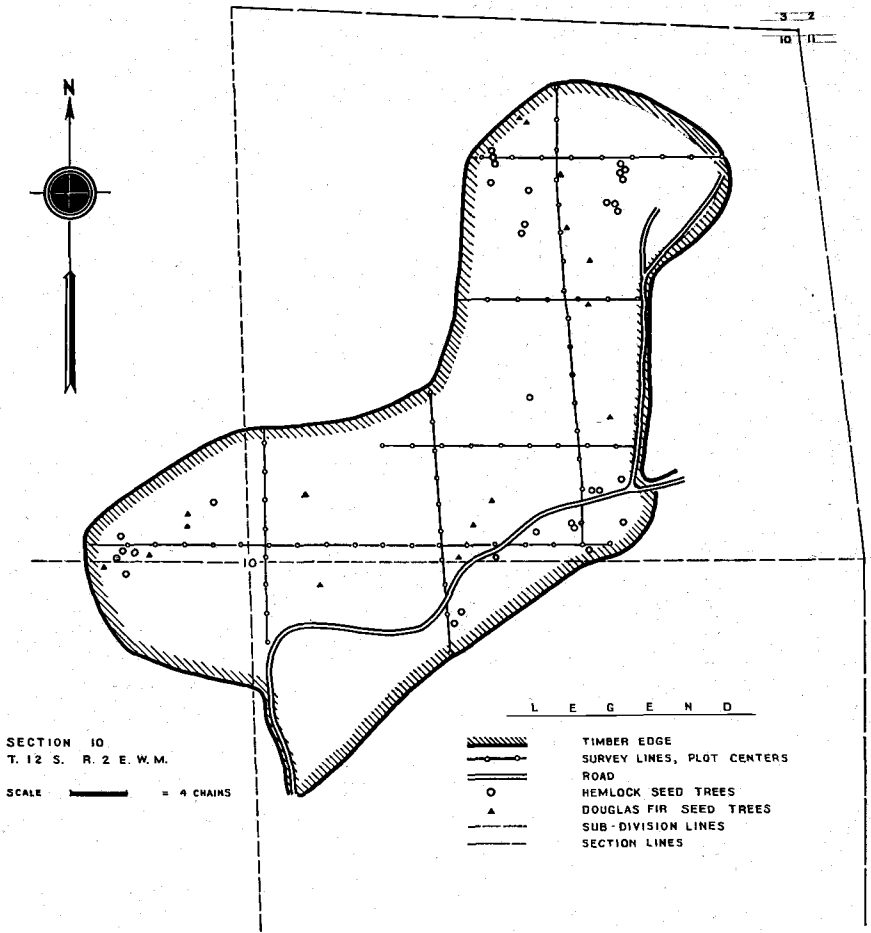 3 2
10 11
N
10
L E G E N D
TIMBER EDGE
SURVEY LINES, PLOT CENTERS
ROAD
HEMLOCK SEED TREES
DOUGLAS FIR SEED TREES
SUB-DIVISION LINES
SECTION LINES
SECTION 10
T. 12 S. R. 2 E. W. M.
SCALE = 4 CHAINS